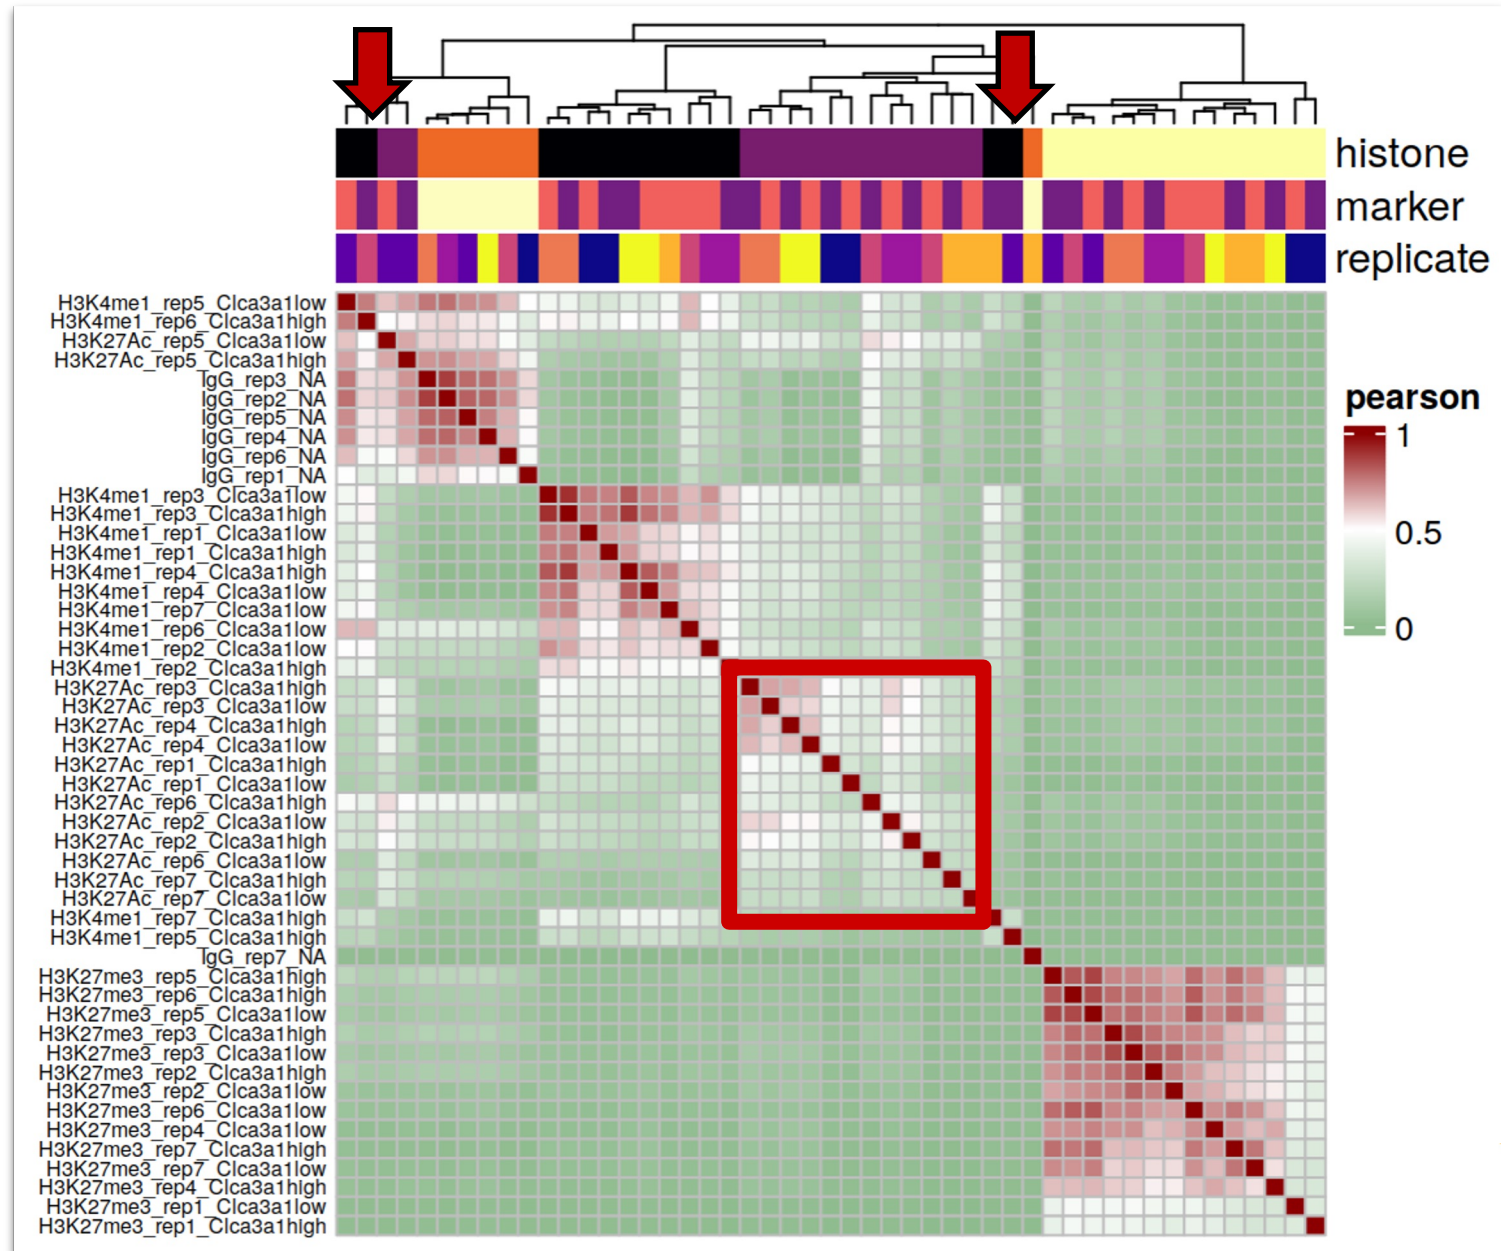 histone
marker
replicate
H3K4me1_rep5_Clca3a1low
H3K4me1_rep6_Clca3a1high
H3K27Ac_rep5_Clca3a1low
H3K27Ac_rep5_Clca3a1high
IgG_rep3_NA
IgG_rep2_NA
IgG_rep5_NA
IgG_rep4_NA
IgG_rep6_NA
IgG_rep1_NA
H3K4me1_rep3_Clca3a1low
H3K4me1_rep3_Clca3a1high
H3K4me1_rep1_Clca3a1low
H3K4me1_rep1_Clca3a1high
H3K4me1_rep4_Clca3a1high
H3K4me1_rep4_Clca3a1low
H3K4me1_rep7_Clca3a1low
H3K4me1_rep6_Clca3a1low
H3K4me1_rep2_Clca3a1low
H3K4me1_rep2_Clca3a1high
H3K27Ac_rep3_Clca3a1high
H3K27Ac_rep3_Clca3a1low
H3K27Ac_rep4_Clca3a1high
H3K27Ac_rep4_Clca3a1low
H3K27Ac_rep1_Clca3a1high
H3K27Ac_rep1_Clca3a1low
H3K27Ac_rep6_Clca3a1high
H3K27Ac_rep2_Clca3a1low
H3K27Ac_rep2_Clca3a1high
H3K27Ac_rep6_Clca3a1low
H3K27Ac_rep7_Clca3a1high
H3K27Ac_rep7_Clca3a1low
H3K4me1_rep7_Clca3a1high
H3K4me1_rep5_Clca3a1high
IgG_rep7_NA
H3K27me3_rep5_Clca3a1high
H3K27me3_rep6_Clca3a1high
H3K27me3_rep5_Clca3a1low
H3K27me3_rep3_Clca3a1high
H3K27me3_rep3_Clca3a1low
H3K27me3_rep2_Clca3a1high
H3K27me3_rep2_Clca3a1low
H3K27me3_rep6_Clca3a1low
H3K27me3_rep4_Clca3a1low
H3K27me3_rep7_Clca3a1high
H3K27me3_rep7_Clca3a1low
H3K27me3_rep4_Clca3a1high
H3K27me3_rep1_Clca3a1low
H3K27me3_rep1_Clca3a1high
pearson
1
0.5
0